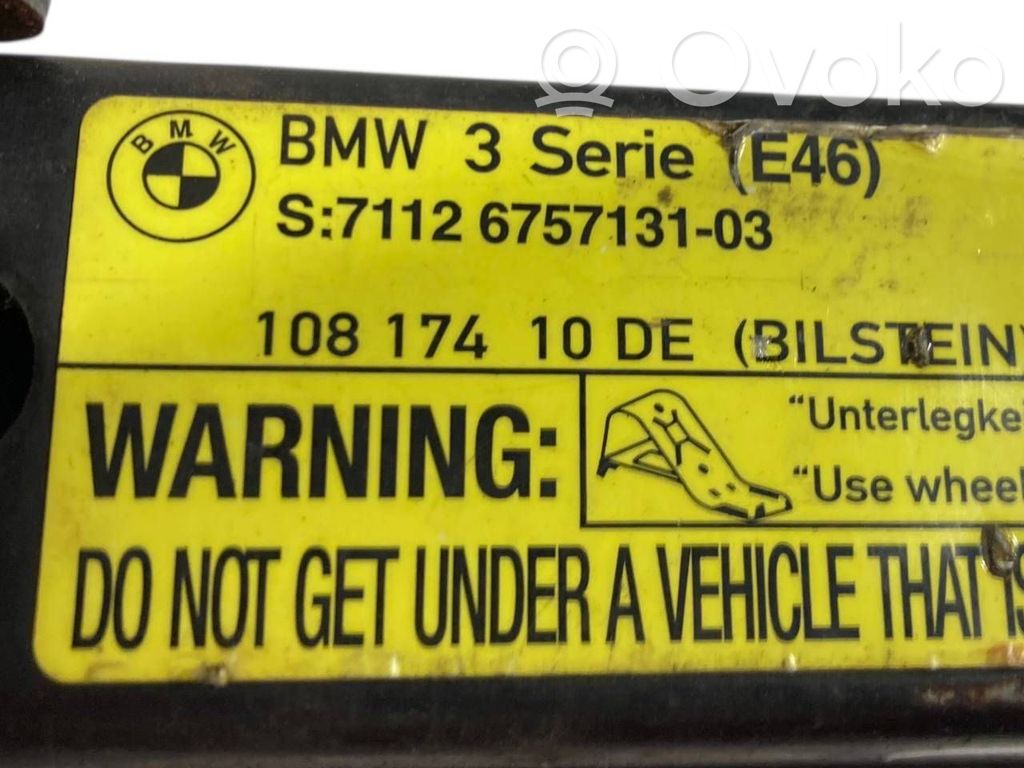 Ovoko
BMW
BMW 3 Serie (E46)
S:7112 6757131-03
108 174 10 DE (BILSTEIN)
WARNING:
"Unterlegke
"Use wheel
DO NOT GET UNDER A VEHICLE THAT IS